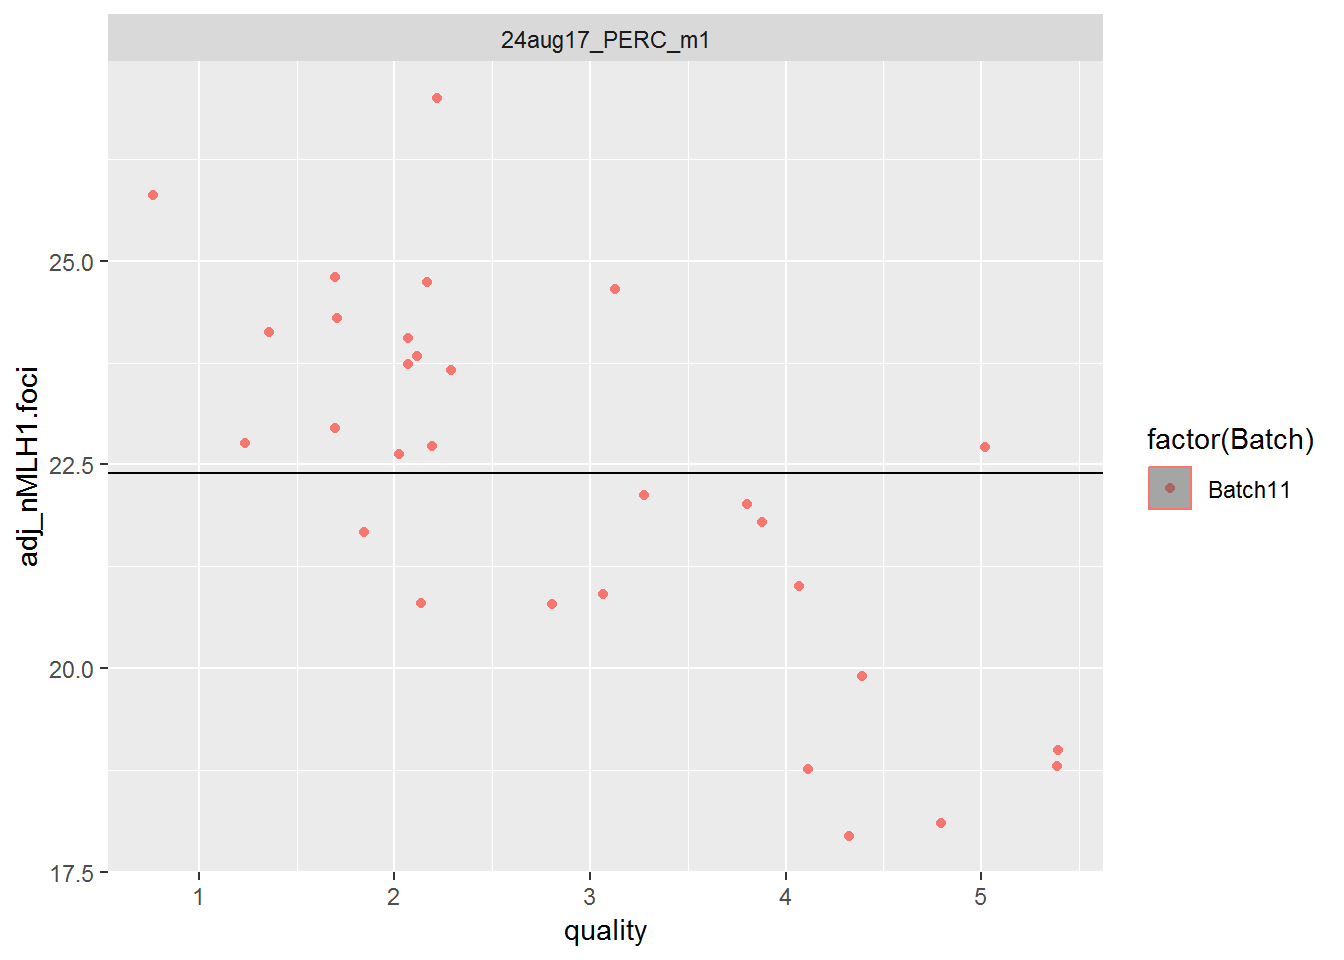 24aug17_PERC_m1
adj_nMLH1.foci
25.0
22.5
20.0
17.5
1 2 3 4 5
quality
factor(Batch)
Batch11